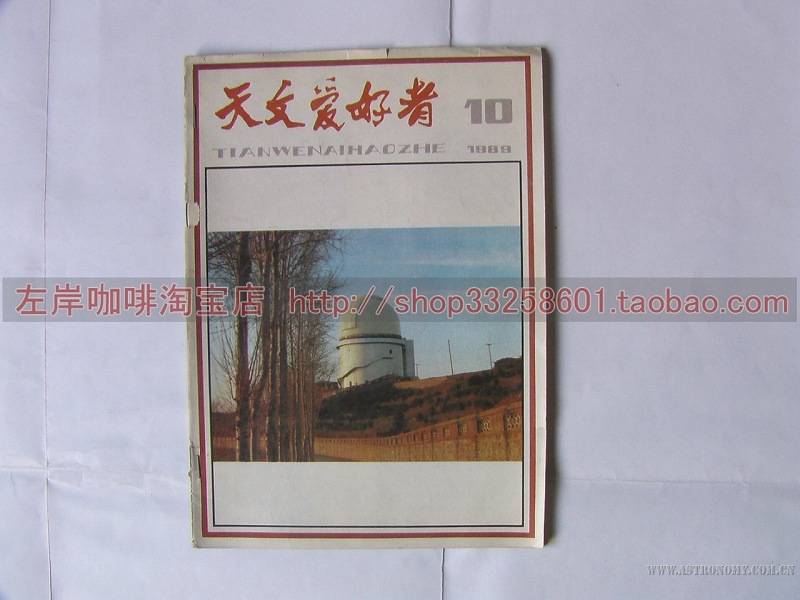 天文爱好者 10
TIANWENAIHAOZHE 1989
左岸咖啡淘宝店 http://shop33258601.taobao.com
WWW.ASTRONOMY.COM.CN